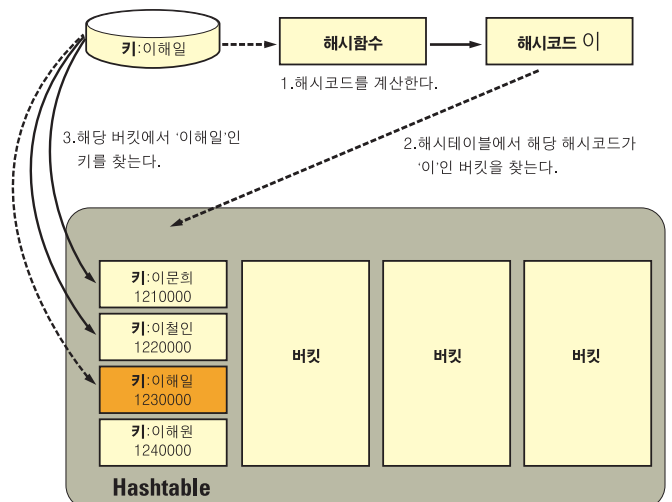 키:이해일
해시함수
해시코드 이
1.해시코드를 계산한다.
3.해당 버킷에서 '이해일'인
키를 찾는다.
2.해시테이블에서 해당 해시코드가
'이'인 버킷을 찾는다.
키:이문희
1210000
키:이철인
1220000
키:이해일
1230000
키:이해원
1240000
버킷
버킷
버킷
Hashtable